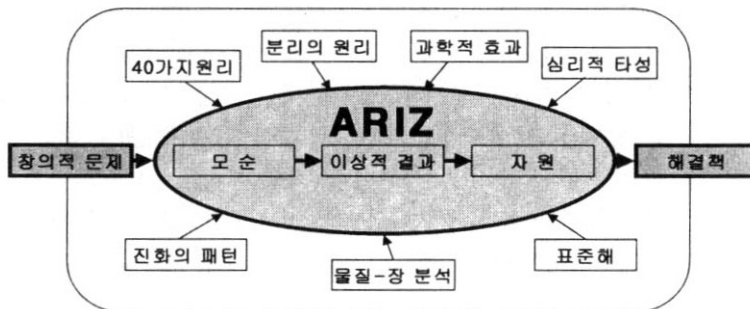 분리의 원리
과학적 효과
40가지원리
심리적 타성
ARIZ
창의적 문제
모 순
이상적 결과
자 원
해결책
진화의 패턴
물질-장 분석
표준해